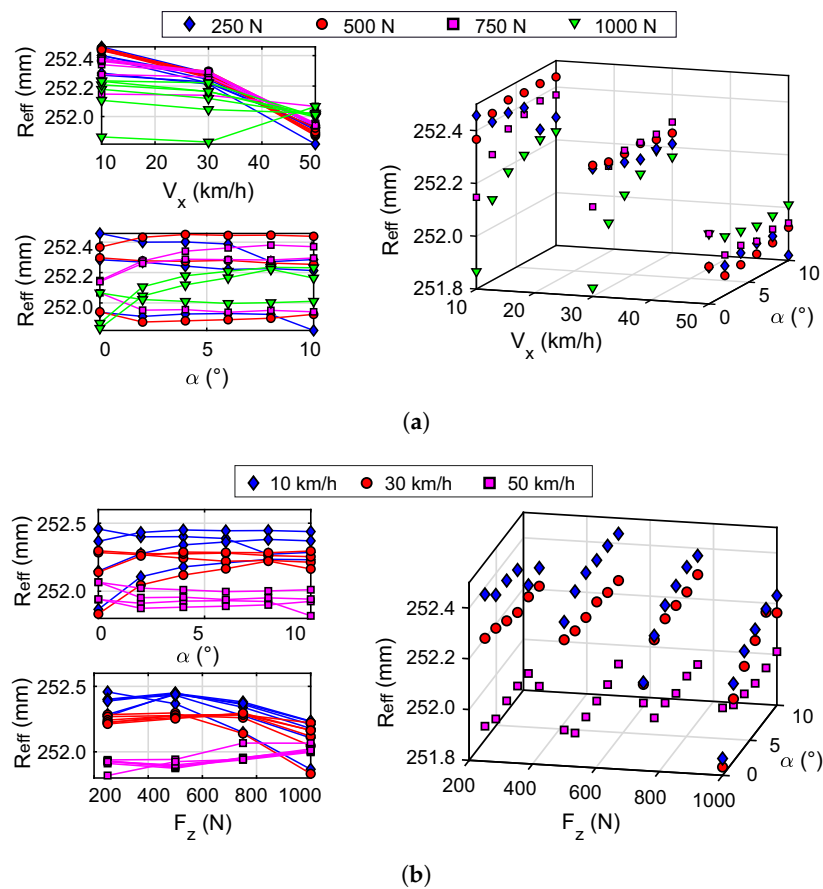 250 N 500 N 750 N 1000 N
252.4
252.2
252.0
Reff (mm)
10 20 30 40 50
V_x (km/h)
252.4
252.2
252.0
Reff (mm)
0 5 10
α (°)
252.4
252.2
252.0
251.8
Reff (mm)
10 20 30 40 50
V_x (km/h)
0 5 10
α (°)
(a)
10 km/h 30 km/h 50 km/h
252.5
252.0
Reff (mm)
0 5 10
α (°)
252.5
252.0
Reff (mm)
200 400 600 800 1000
F_z (N)
252.4
252.2
252.0
251.8
Reff (mm)
200 400 600 800 1000
F_z (N)
0 5 10
α (°)
(b)